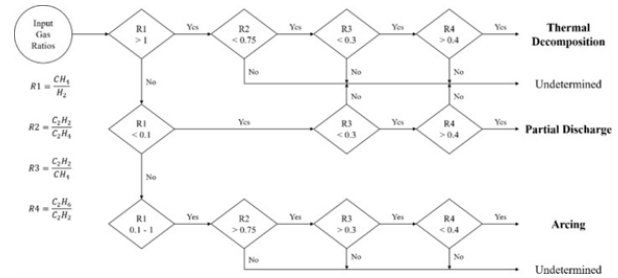 Input
Gas
Ratios
R1
> 1
Yes
R2
< 0.75
Yes
R3
< 0.3
Yes
R4
> 0.4
Yes
Thermal
Decomposition
No
No
No
No
Undetermined
R1 = CH₄
H₂
R2 = C₂H₂
C₂H₄
R3 = C₂H₂
CH₄
R4 = C₂H₆
C₂H₂
No
No
R1
< 0.1
Yes
R3
< 0.3
Yes
R4
> 0.4
Yes
Partial Discharge
No
R1
0.1 - 1
Yes
R2
> 0.75
Yes
R3
> 0.3
Yes
R4
< 0.4
Yes
Arcing
No
No
No
Undetermined